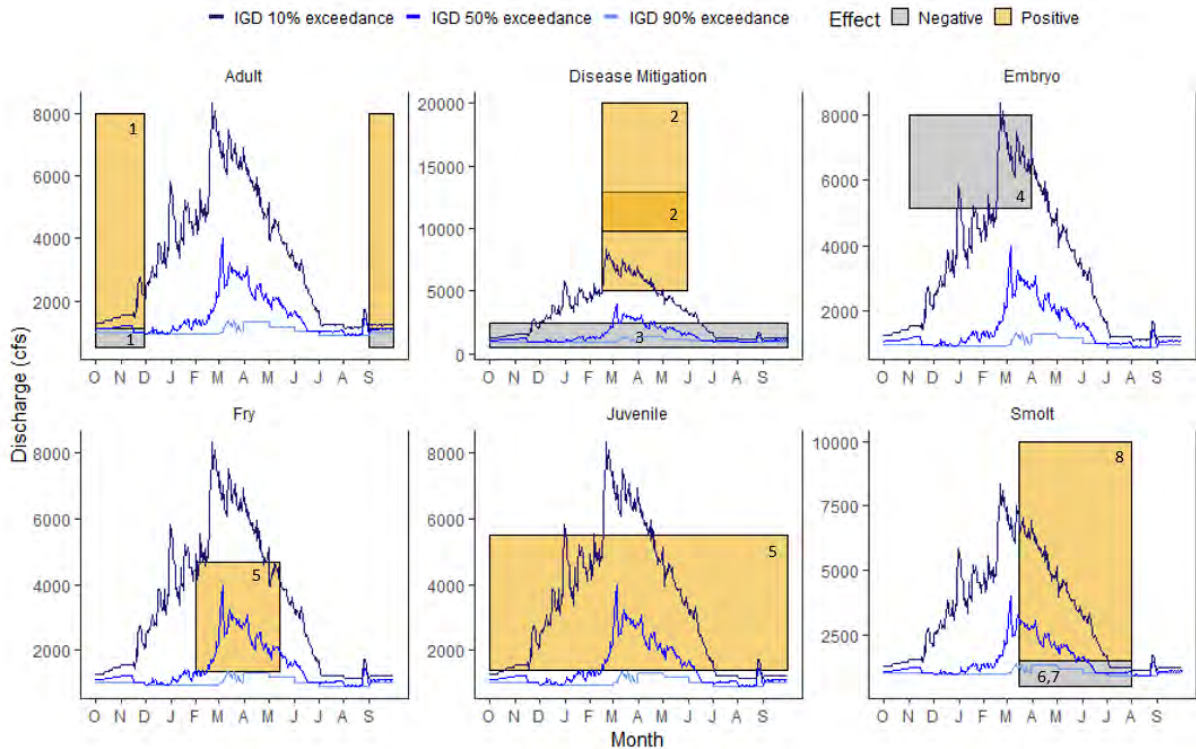 IGD 10% exceedance IGD 50% exceedance IGD 90% exceedance Effect Negative Positive
Adult Disease Mitigation Embryo
8000 20000 8000
6000 15000 6000
4000 10000 4000
2000 5000 2000
0
1 1 2 2 3 4
O N D J F M A M J J A S O N D J F M A M J J A S O N D J F M A M J J A S
Discharge (cfs)
Fry Juvenile Smolt
8000 8000 10000
6000 6000 7500
4000 4000 5000
2000 2000 2500
5 5 8 6,7
O N D J F M A M J J A S O N D J F M A M J J A S O N D J F M A M J J A S
Month